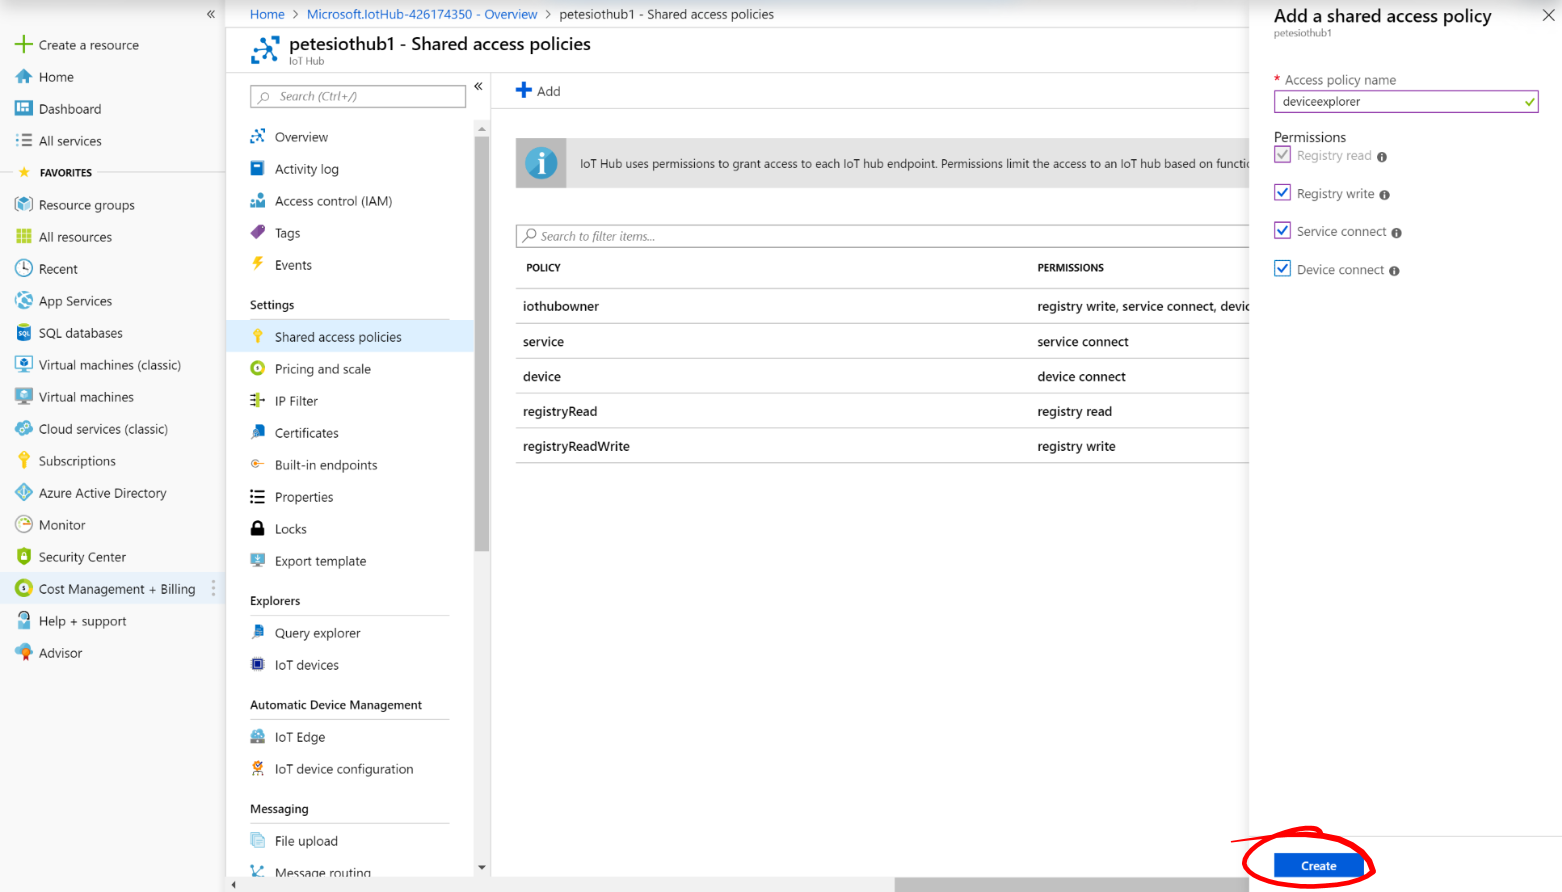 «
Create a resource
Home
Dashboard
All services
FAVORITES
Resource groups
All resources
Recent
App Services
SQL databases
Virtual machines (classic)
Virtual machines
Cloud services (classic)
Subscriptions
Azure Active Directory
Monitor
Security Center
Cost Management + Billing
Help + support
Advisor
Home > Microsoft.IotHub-426174350 - Overview > petesiothub1 - Shared access policies
petesiothub1 - Shared access policies
IoT Hub
Search (Ctrl+/)
«
Overview
Activity log
Access control (IAM)
Tags
Events
Settings
Shared access policies
Pricing and scale
IP Filter
Certificates
Built-in endpoints
Properties
Locks
Export template
Explorers
Query explorer
IoT devices
Automatic Device Management
IoT Edge
IoT device configuration
Messaging
File upload
Message routing
Add
IoT Hub uses permissions to grant access to each IoT hub endpoint. Permissions limit the access to an IoT hub based on functi
Search to filter items...
POLICY PERMISSIONS
iothubowner registry write, service connect, devic
service service connect
device device connect
registryRead registry read
registryReadWrite registry write
Add a shared access policy
petesiothub1
* Access policy name
deviceexplorer
Permissions
Registry read
Registry write
Service connect
Device connect
Create